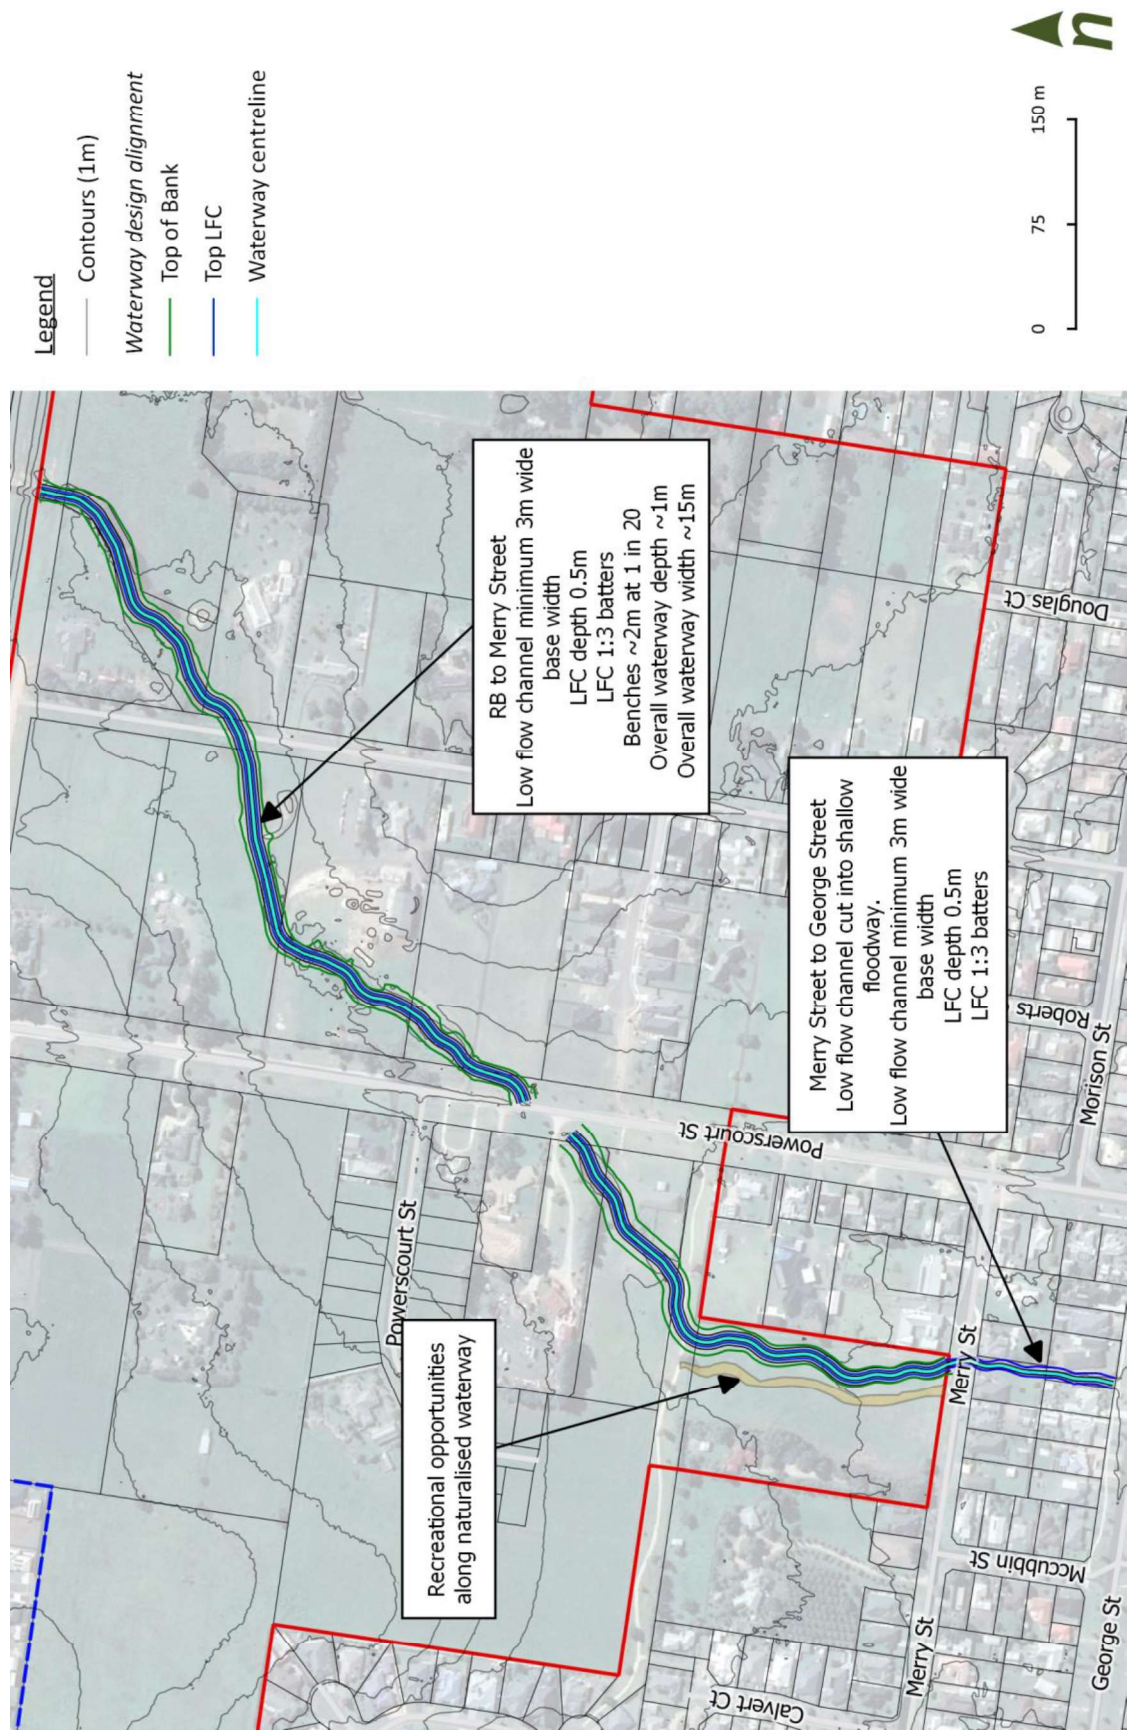 Legend
Contours (1m)
Waterway design alignment
Top of Bank
Top LFC
Waterway centreline
n
0
75
150 m
RB to Merry Street
Low flow channel minimum 3m wide
base width
LFC depth 0.5m
LFC 1:3 batters
Benches ~2m at 1 in 20
Overall waterway depth ~1m
Overall waterway width ~15m
Merry Street to George Street
Low flow channel cut into shallow
floodway.
Low flow channel minimum 3m wide
base width
LFC depth 0.5m
LFC 1:3 batters
Recreational opportunities
along naturalised waterway
Powerscourt St
Powerscourt St
Douglas Ct
Roberts
Morison St
Merry St
Merry St
Mccubbin St
George St
Calvert Ct